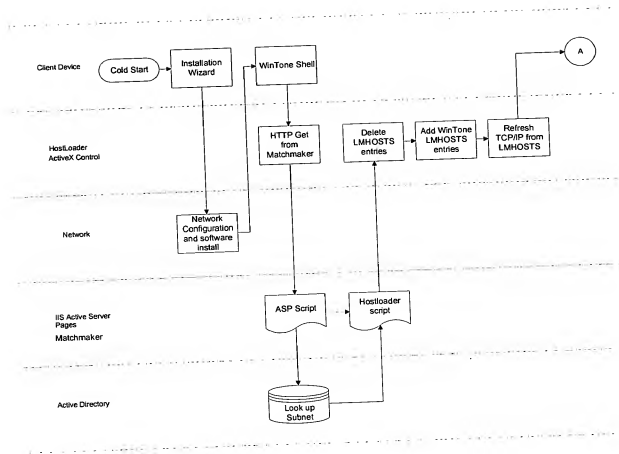 Client Device
Cold Start
Installation
Wizard
WinTone Shell
A
HostLoader
ActiveX Control
HTTP Get
from
Matchmaker
Delete
LMHOSTS
entries
Add WinTone
LMHOSTS
entries
Refresh
TCP/IP from
LMHOSTS
Network
Network
Configuration
and software
install
IIS Active Server
Pages
Matchmaker
ASP Script
Hostloader
script
Active Directory
Look up
Subnet